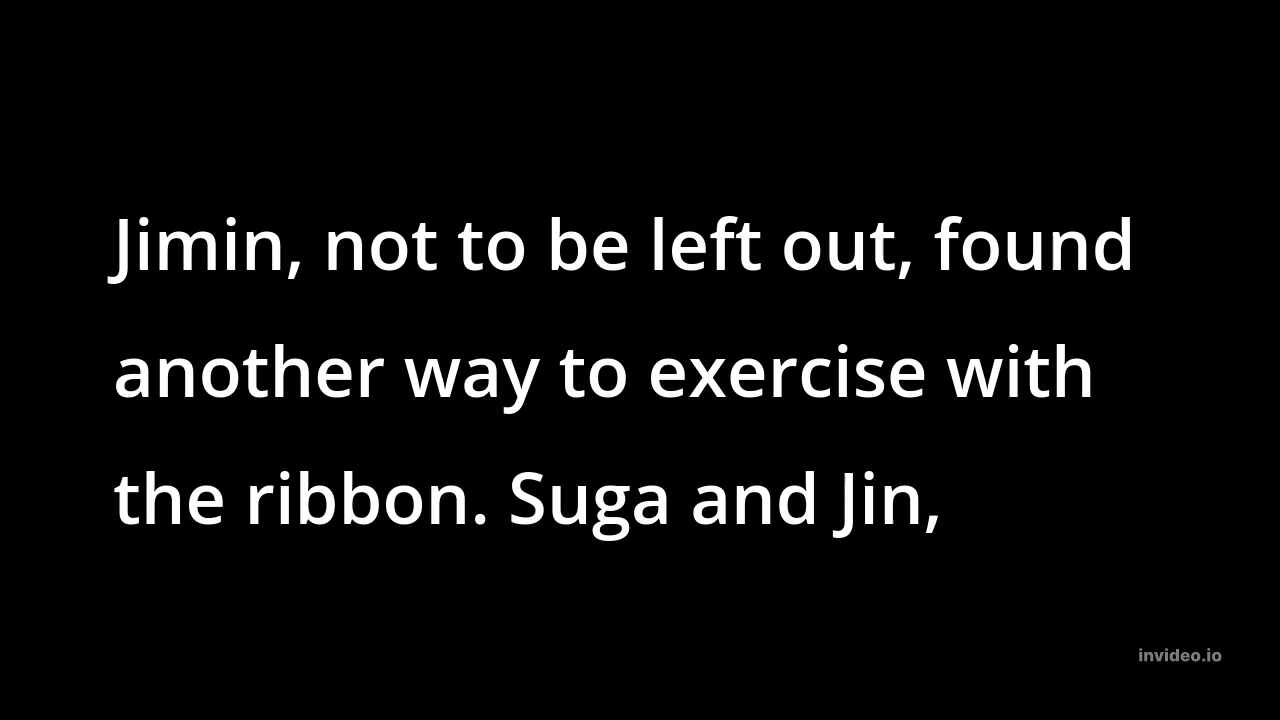 Jimin, not to be left out, found
another way to exercise with
the ribbon. Suga and Jin,
invideo.io